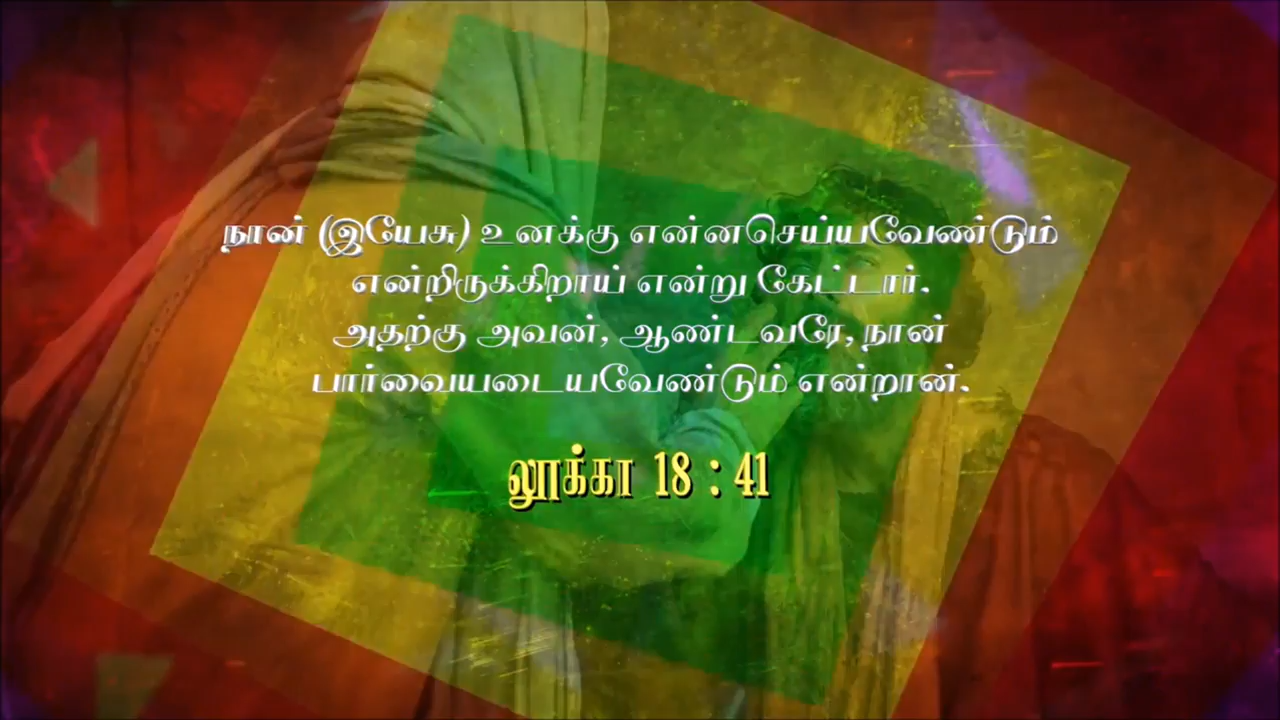 நான் (இயேசு) உனக்கு என்னசெய்யவேண்டும்
என்றிருக்கிறாய் என்று கேட்டார்.
அதற்கு அவன், ஆண்டவரே, நான்
பார்வையடையவேண்டும் என்றான்.
லூக்கா 18 : 41